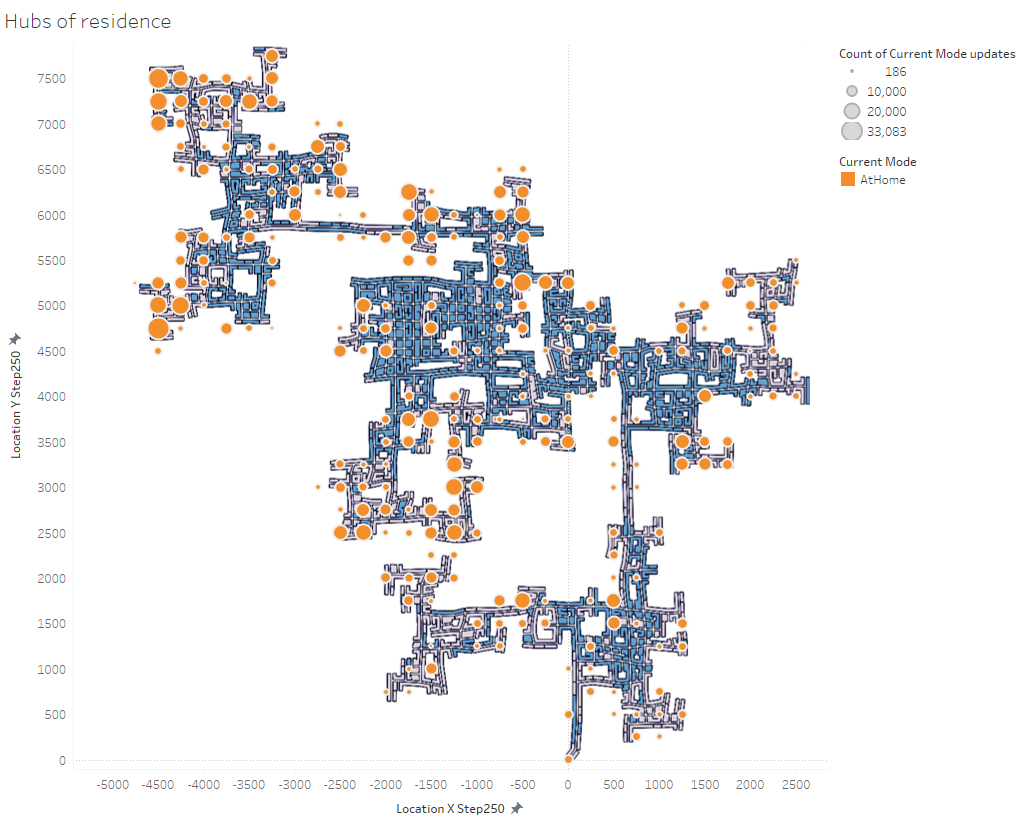 Hubs of residence
Count of Current Mode updates
186
10,000
20,000
33,083
Current Mode
AtHome
7500
7000
6500
6000
5500
5000
4500
4000
3500
3000
2500
2000
1500
1000
500
0
Location Y Step250
-5000 -4500 -4000 -3500 -3000 -2500 -2000 -1500 -1000 -500 0 500 1000 1500 2000 2500
Location X Step250